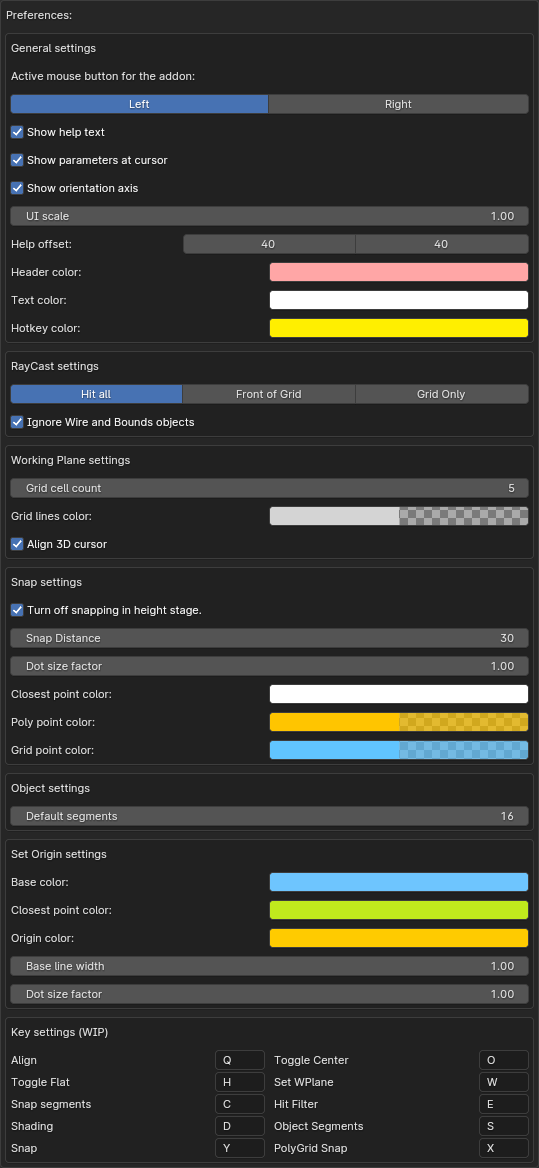 Preferences:
General settings
Active mouse button for the addon:
Left Right
Show help text
Show parameters at cursor
Show orientation axis
UI scale 1.00
Help offset: 40 40
Header color:
Text color:
Hotkey color:
RayCast settings
Hit all Front of Grid Grid Only
Ignore Wire and Bounds objects
Working Plane settings
Grid cell count 5
Grid lines color:
Align 3D cursor
Snap settings
Turn off snapping in height stage.
Snap Distance 30
Dot size factor 1.00
Closest point color:
Poly point color:
Grid point color:
Object settings
Default segments 16
Set Origin settings
Base color:
Closest point color:
Origin color:
Base line width 1.00
Dot size factor 1.00
Key settings (WIP)
Align Q Toggle Center O
Toggle Flat H Set WPlane W
Snap segments C Hit Filter E
Shading D Object Segments S
Snap Y PolyGrid Snap X